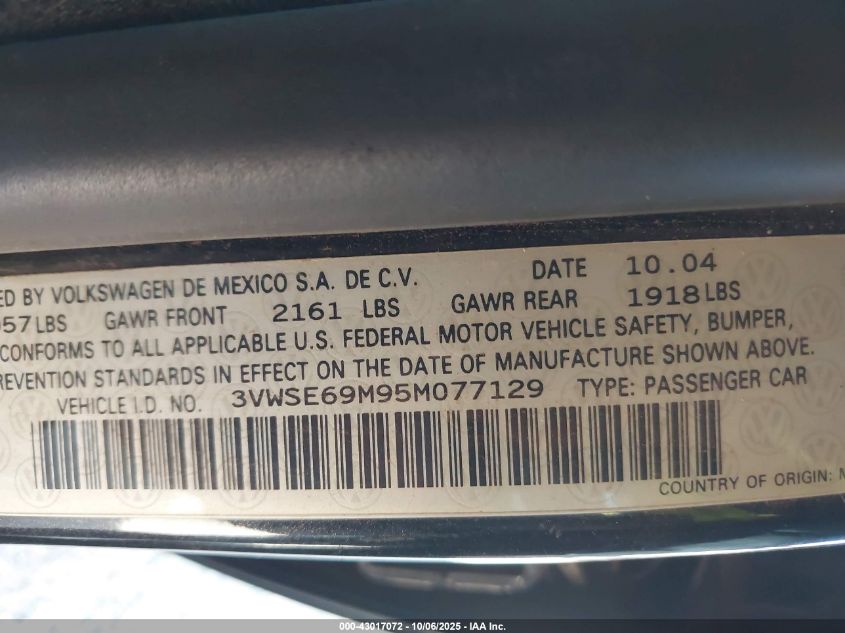 ED BY VOLKSWAGEN DE MEXICO S.A. DE C.V. DATE 10.04
57LBS GAWR FRONT 2161 LBS GAWR REAR 1918LBS
CONFORMS TO ALL APPLICABLE U.S. FEDERAL MOTOR VEHICLE SAFETY, BUMPER,
REVENTION STANDARDS IN EFFECT ON THE DATE OF MANUFACTURE SHOWN ABOVE.
VEHICLE I.D. NO. 3VWSE69M95M077129 TYPE: PASSENGER CAR
COUNTRY OF ORIGIN: M
000-43017072 - 10/06/2025 - IAA Inc.